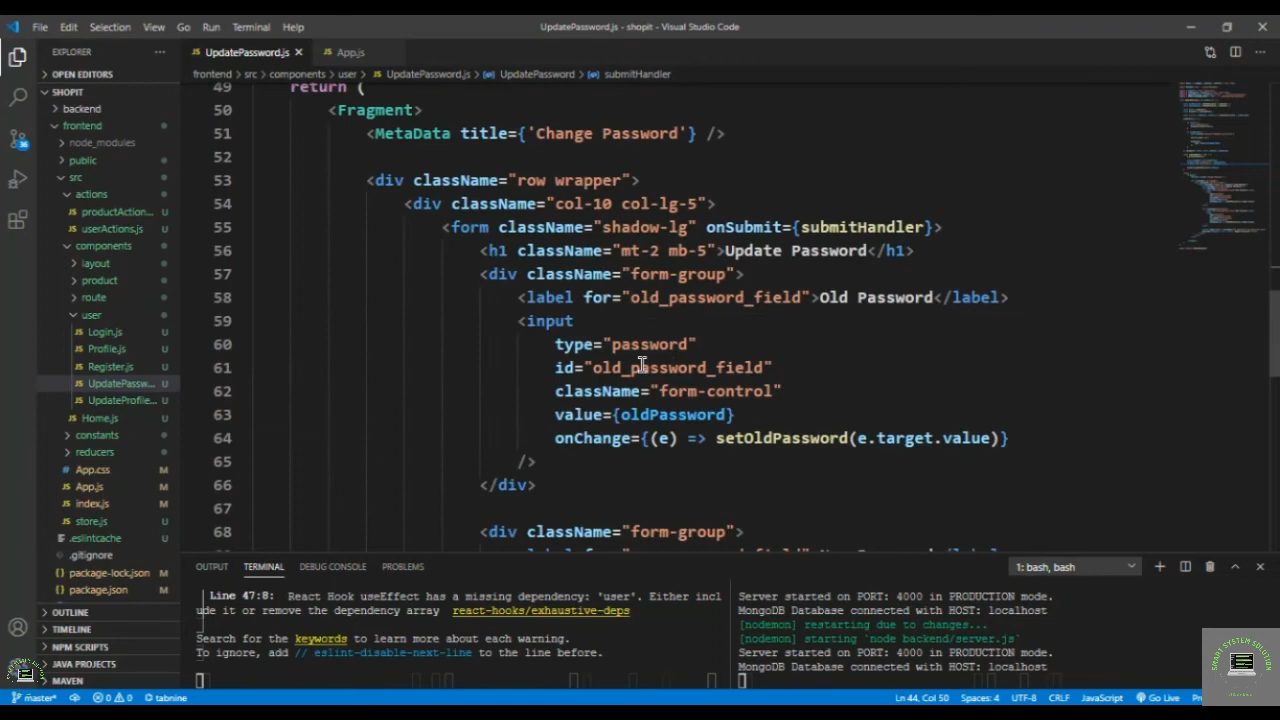 File Edit Selection View Go Run Terminal Help UpdatePassword.js - shopit - Visual Studio Code
EXPLORER
OPEN EDITORS
SHOPIT
backend
frontend
node_modules
public
src
actions
productAction...
userActions.js U
components
layout
product
route
user
Login.js U
Profile.js U
Register.js U
UpdatePassw... U
UpdateProfile... U
Home.js U
constants
reducers
App.css M
App.js M
index.js M
store.js U
.eslintcache
.gitignore
package-lock.json M
package.json M
OUTLINE
TIMELINE
NPM SCRIPTS
JAVA PROJECTS
MAVEN
UpdatePassword.js App.js
frontend > src > components > user > UpdatePassword.js > UpdatePassword > submitHandler
49 return (
50 <Fragment>
51 <MetaData title={'Change Password'} />
52
53 <div className="row wrapper">
54 <div className="col-10 col-lg-5">
55 <form className="shadow-lg" onSubmit={submitHandler}>
56 <h1 className="mt-2 mb-5">Update Password</h1>
57 <div className="form-group">
58 <label for="old_password_field">Old Password</label>
59 <input
60 type="password"
61 id="old_password_field"
62 className="form-control"
63 value={oldPassword}
64 onChange={(e) => setOldPassword(e.target.value)}
65 />
66 </div>
67
68 <div className="form-group">
OUTPUT TERMINAL DEBUG CONSOLE PROBLEMS 1: bash, bash
Line 47:8: React Hook useEffect has a missing dependency: 'user'. Either incl
ude it or remove the dependency array react-hooks/exhaustive-deps
Search for the keywords to learn more about each warning.
To ignore, add // eslint-disable-next-line to the line before.
Server started on PORT: 4000 in PRODUCTION mode.
MongoDB Database connected with HOST: localhost
[nodemon] restarting due to changes...
[nodemon] starting `node backend/server.js`
Server started on PORT: 4000 in PRODUCTION mode.
MongoDB Database connected with HOST: localhost
master* 0 0 tabnine Ln 44, Col 50 Spaces: 4 UTF-8 CRLF JavaScript Go Live
SMART SYSTEM SOLUTION